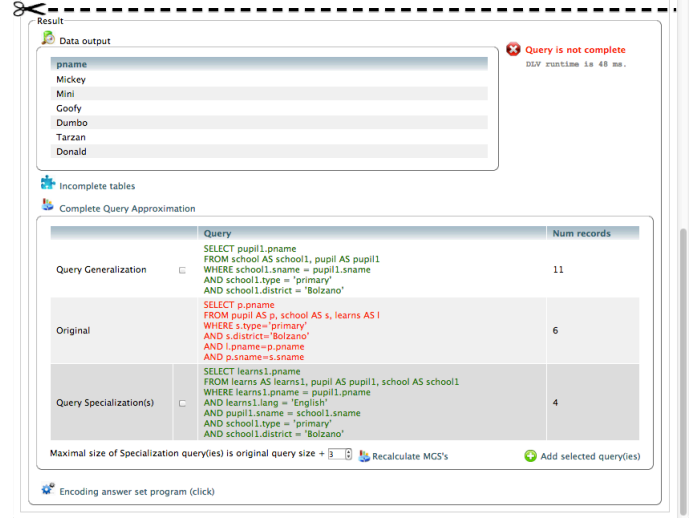 Result
Data output
pname
Mickey
Mini
Goofy
Dumbo
Tarzan
Donald
Query is not complete
DLV runtime is 48 ms.
Incomplete tables
Complete Query Approximation
Query Num records
Query Generalization
SELECT pupil1.pname
FROM school AS school1, pupil AS pupil1
WHERE school1.sname = pupil1.sname
AND school1.type = 'primary'
AND school1.district = 'Bolzano'
11
Original
SELECT p.pname
FROM pupil AS p, school AS s, learns AS l
WHERE s.type='primary'
AND s.district='Bolzano'
AND l.pname=p.pname
AND p.sname=s.sname
6
Query Specialization(s)
SELECT learns1.pname
FROM learns AS learns1, pupil AS pupil1, school AS school1
WHERE learns1.pname = pupil1.pname
AND learns1.lang = 'English'
AND pupil1.sname = school1.sname
AND school1.type = 'primary'
AND school1.district = 'Bolzano'
4
Maximal size of Specialization query(ies) is original query size + 3 Recalculate MGS's Add selected query(ies)
Encoding answer set program (click)